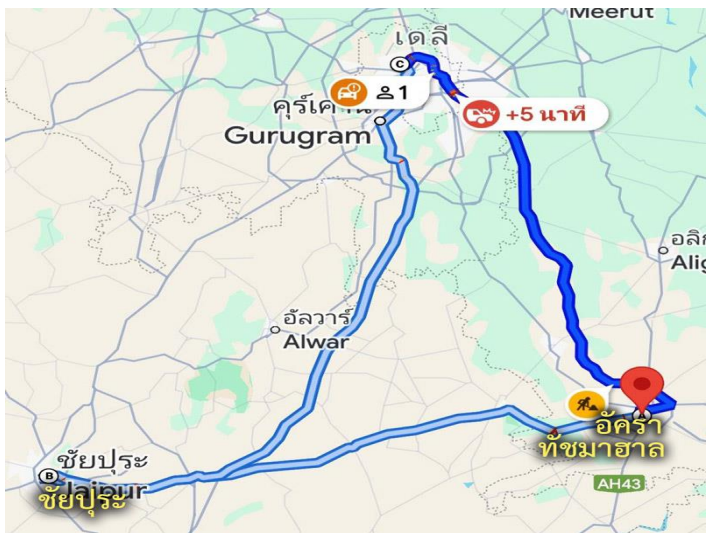 Meerut
เดลี
C
1
คุร์เคาน์
Gurugram
+5 นาที
อลิก
Alig
อัลวาร์
Alwar
ชัยปุระ
B
Jaipur
ชัยปุระ
อัครา
ทัชมาฮาล
AH43